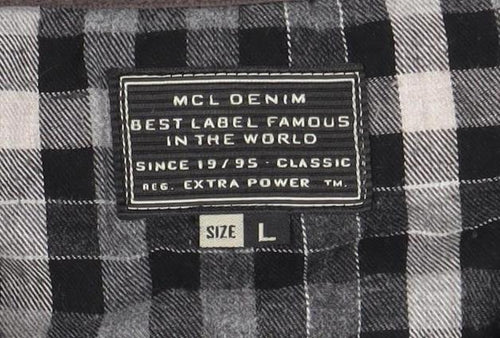 MCL DENIM
BEST LABEL FAMOUS
IN THE WORLD
SINCE 19/95 - CLASSIC
REG. EXTRA POWER TM.
SIZE L